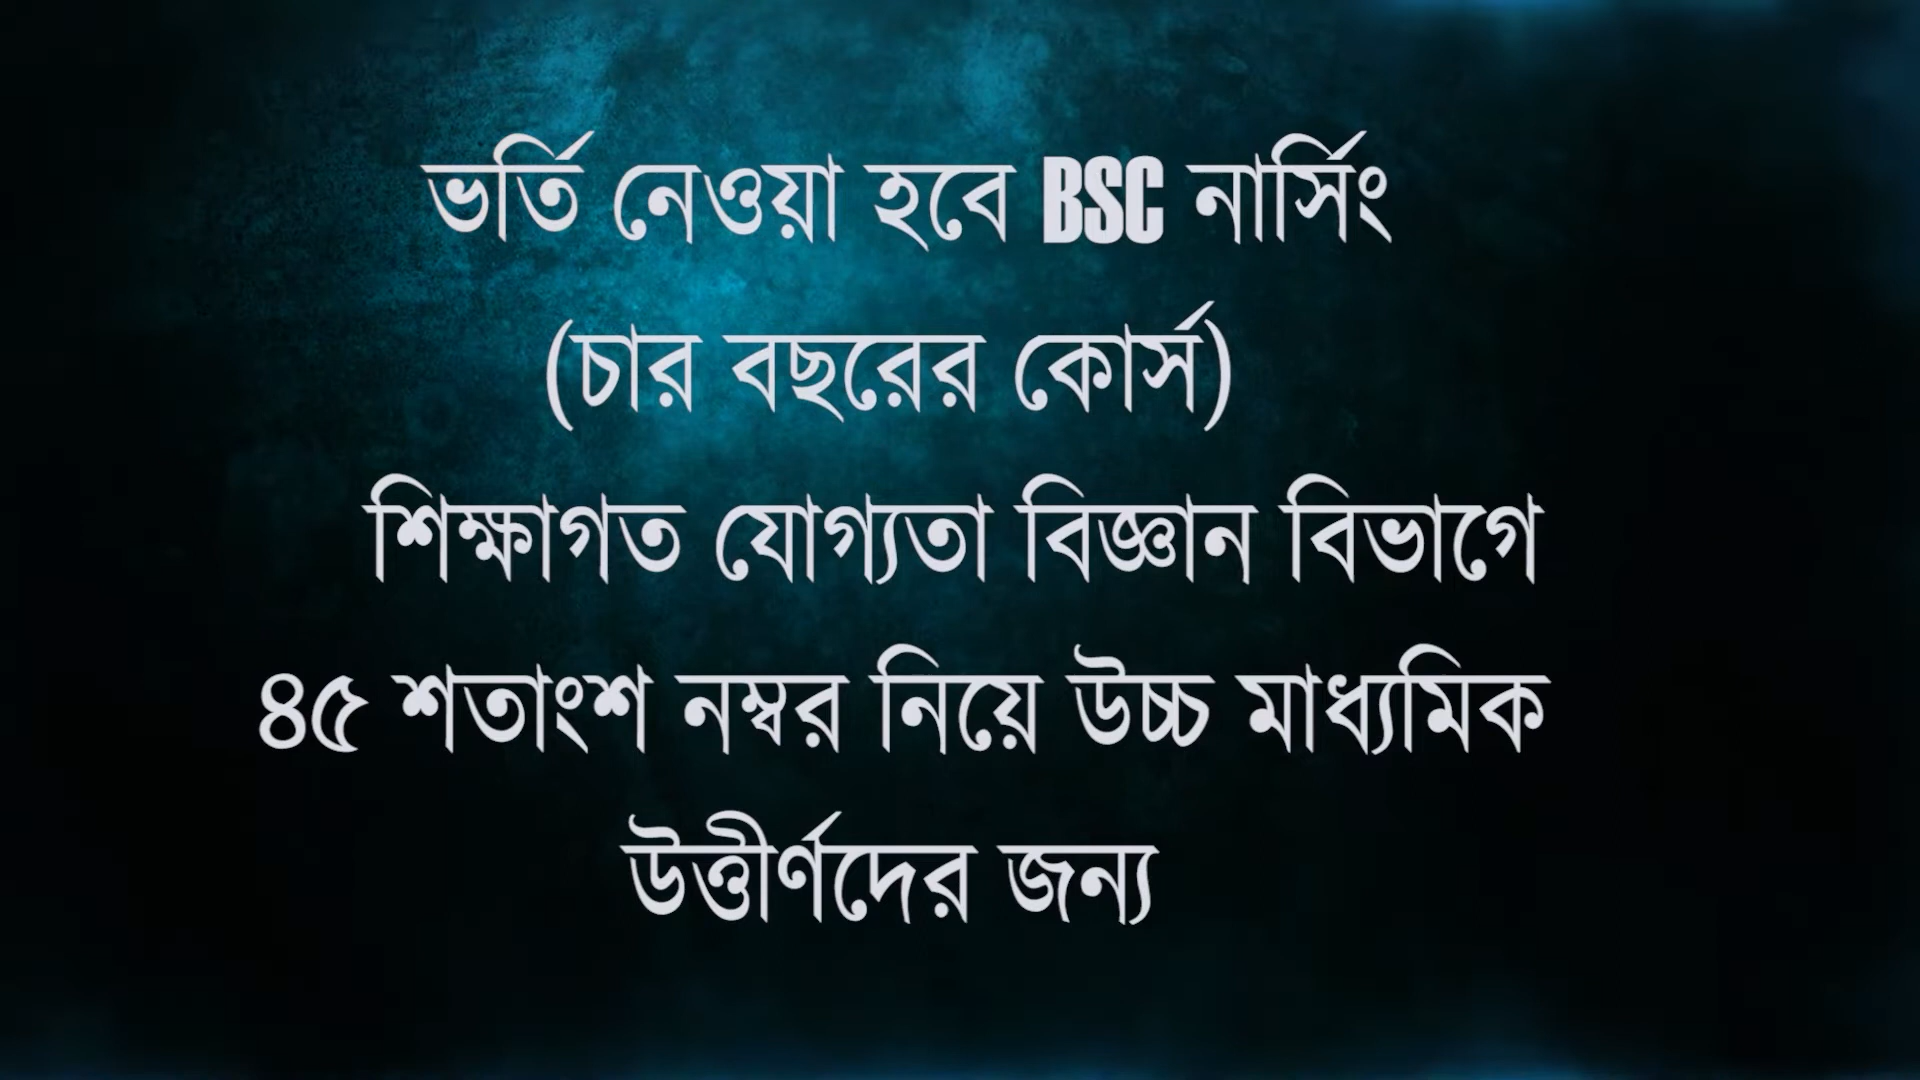 ভর্তি নেওয়া হবে BSC নার্সিং
(চার বছরের কোর্স)
শিক্ষাগত যোগ্যতা বিজ্ঞান বিভাগে
৪৫ শতাংশ নম্বর নিয়ে উচ্চ মাধ্যমিক
উত্তীর্ণদের জন্য